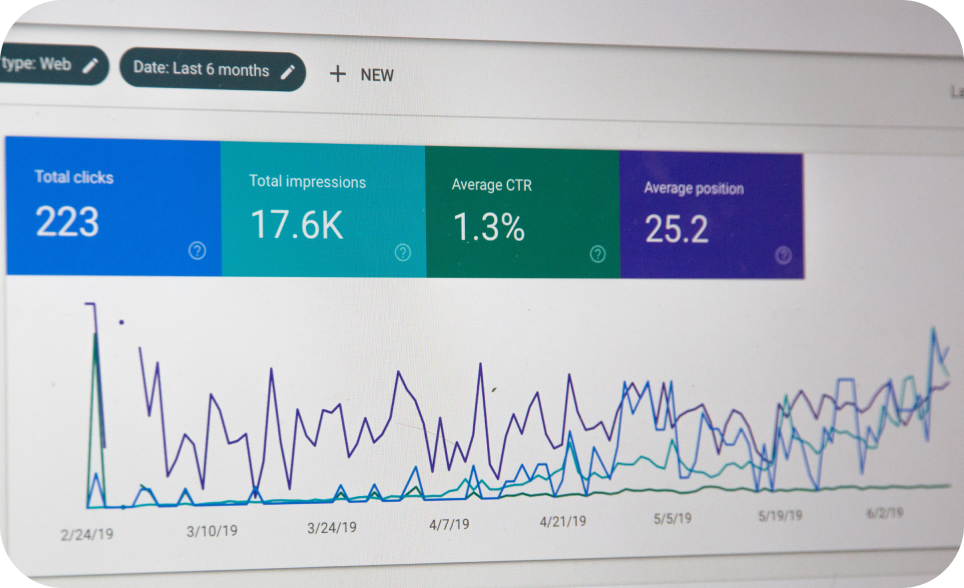 type: Web
Date: Last 6 months
+ NEW
Total clicks
223
Total impressions
17.6K
Average CTR
1.3%
Average position
25.2
2/24/19
3/10/19
3/24/19
4/7/19
4/21/19
5/5/19
5/19/19
6/2/19